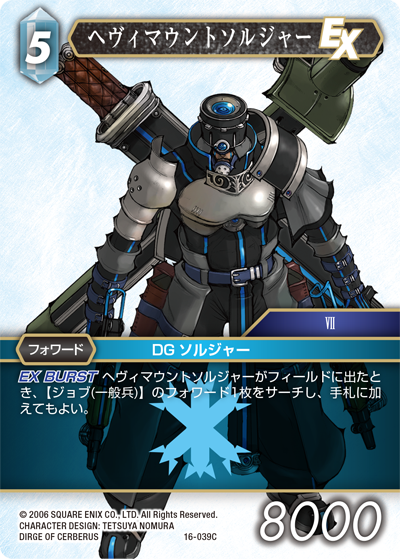 5
ヘヴィマウントソルジャー
EX
VII
フォワード
DG ソルジャー
EX BURST ヘヴィマウントソルジャーがフィールドに出たと
き、【ジョブ(一般兵)】のフォワード1枚をサーチし、手札に加
えてもよい。
© 2006 SQUARE ENIX CO., LTD. All Rights Reserved.
CHARACTER DESIGN: TETSUYA NOMURA
DIRGE OF CERBERUS 16-039C
8000